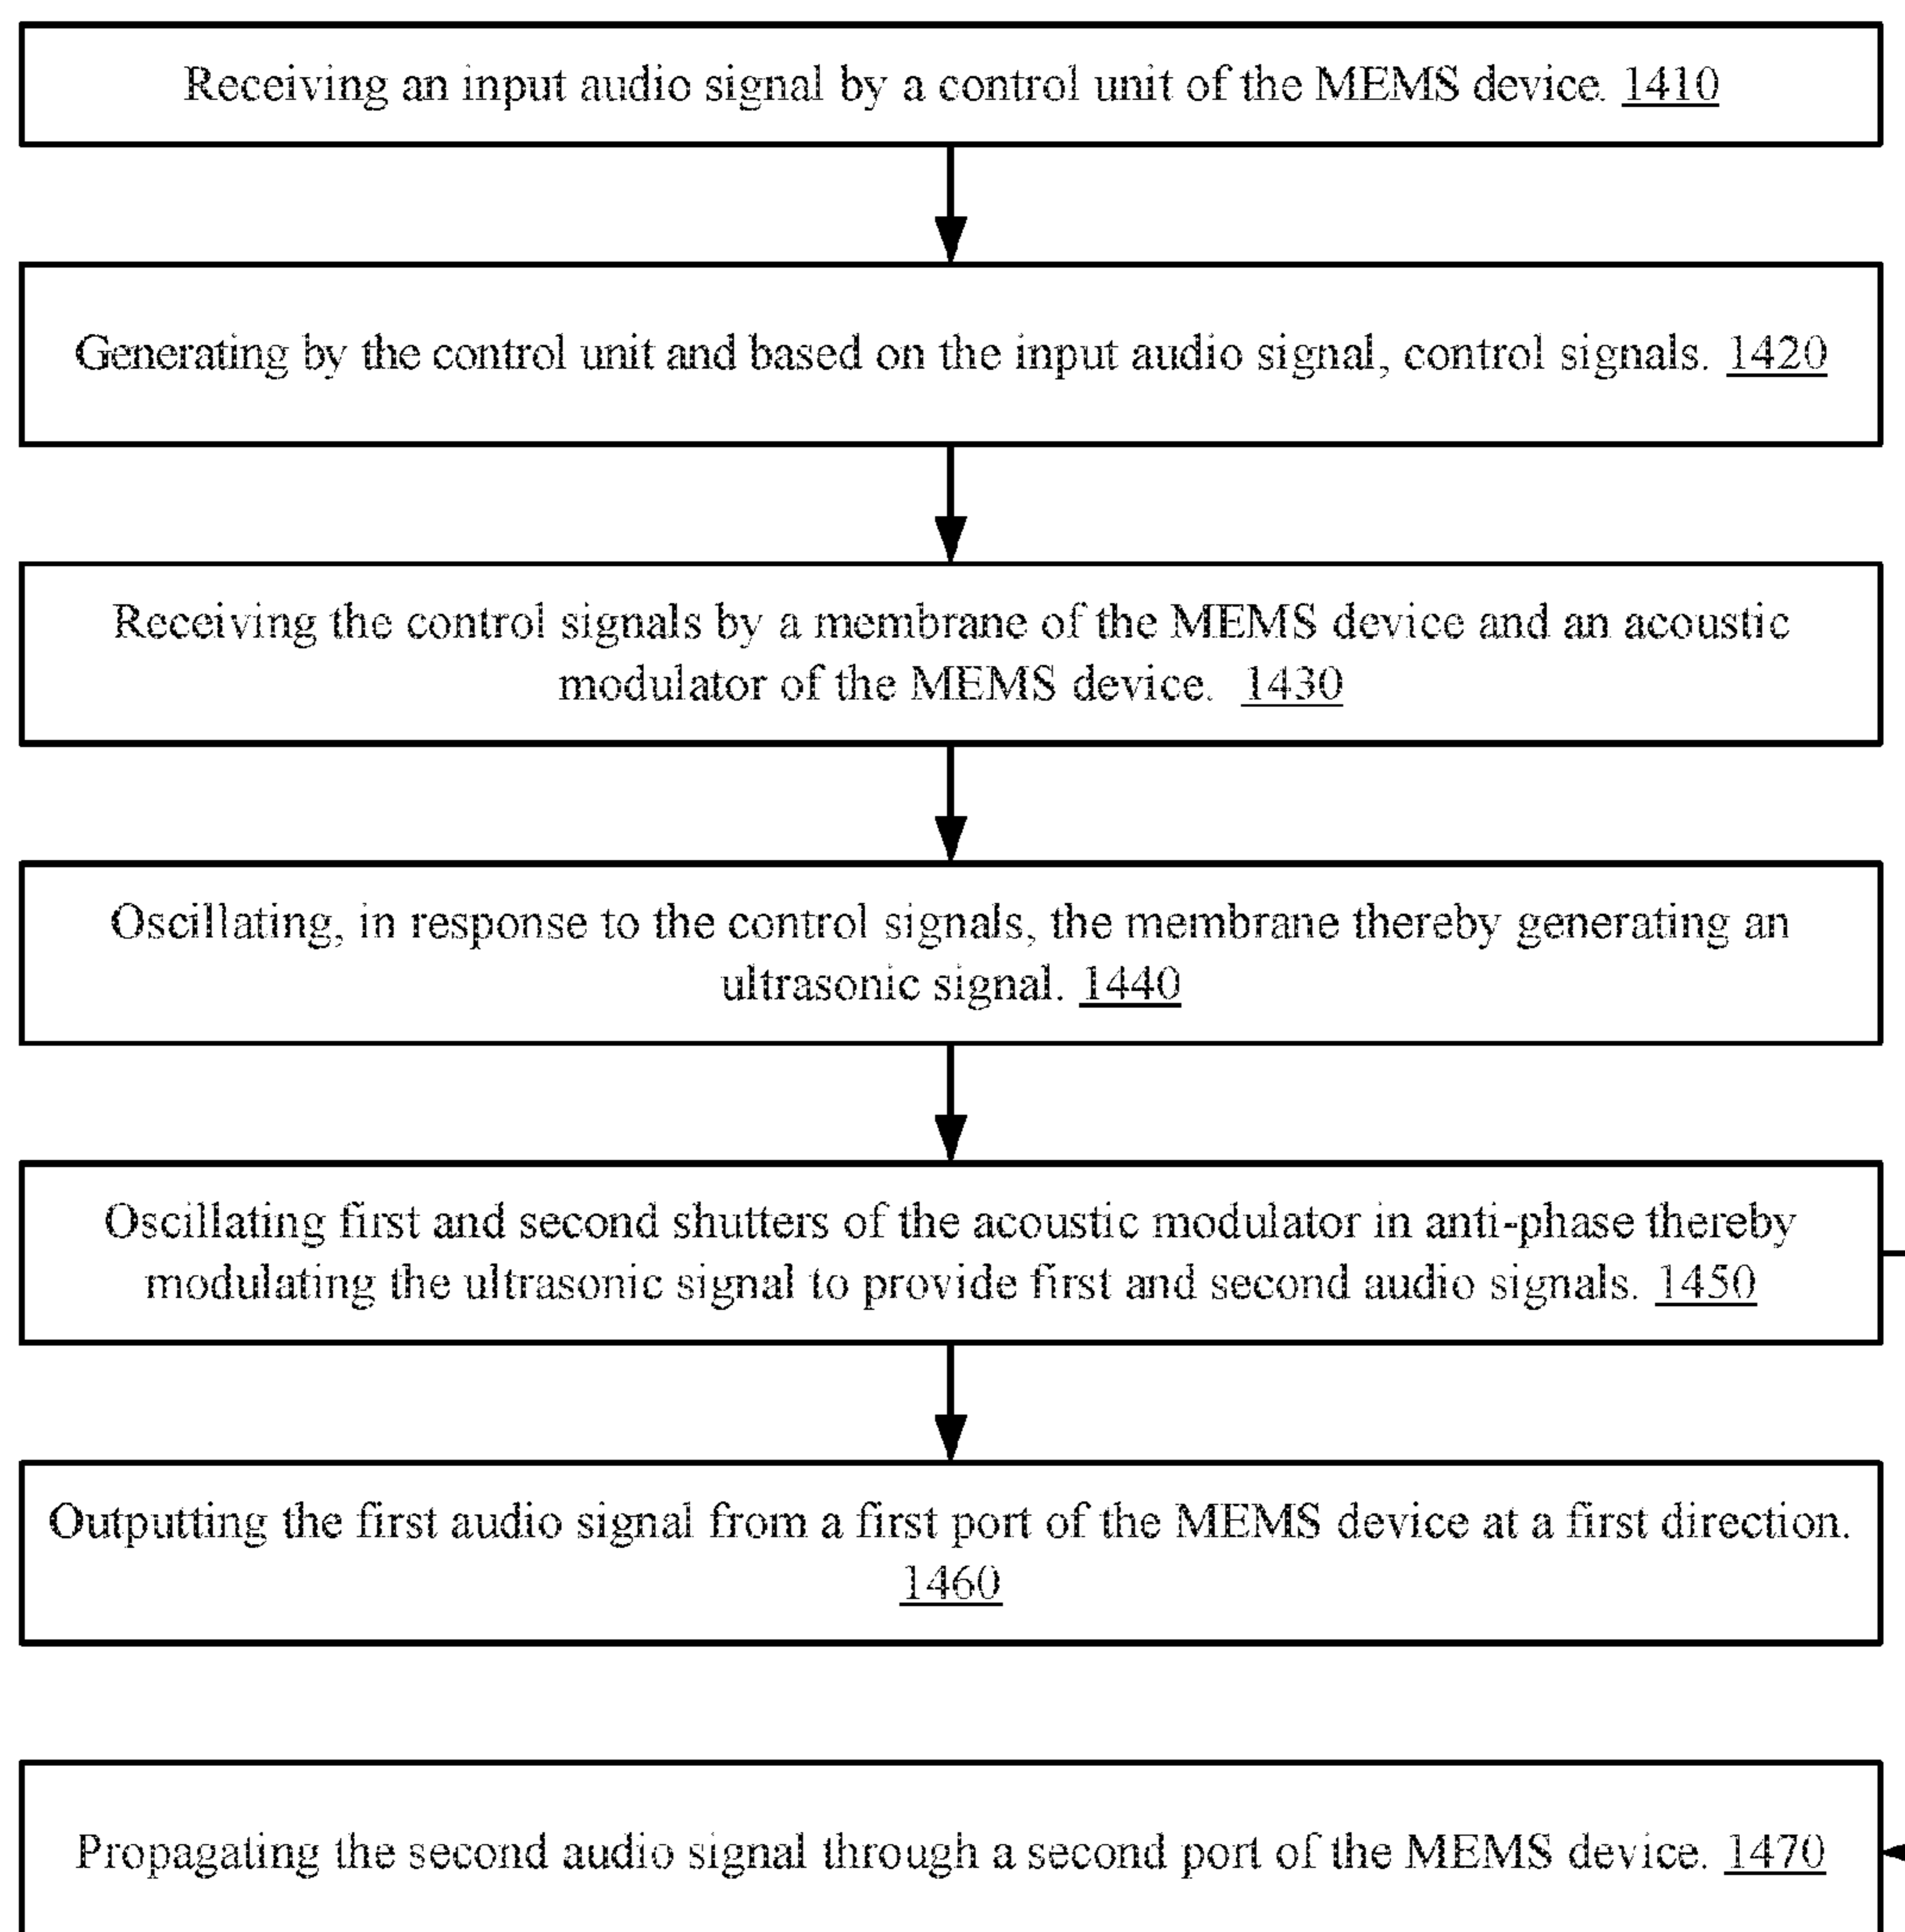 Receiving an input audio signal by a control unit of the MEMS device. 1410
Generating by the control unit and based on the input audio signal, control signals. 1420
Receiving the control signals by a membrane of the MEMS device and an acoustic
modulator of the MEMS device. 1430
Oscillating, in response to the control signals, the membrane thereby generating an
ultrasonic signal. 1440
Oscillating first and second shutters of the acoustic modulator in anti-phase thereby
modulating the ultrasonic signal to provide first and second audio signals. 1450
Outputting the first audio signal from a first port of the MEMS device at a first direction.
1460
Propagating the second audio signal through a second port of the MEMS device. 1470